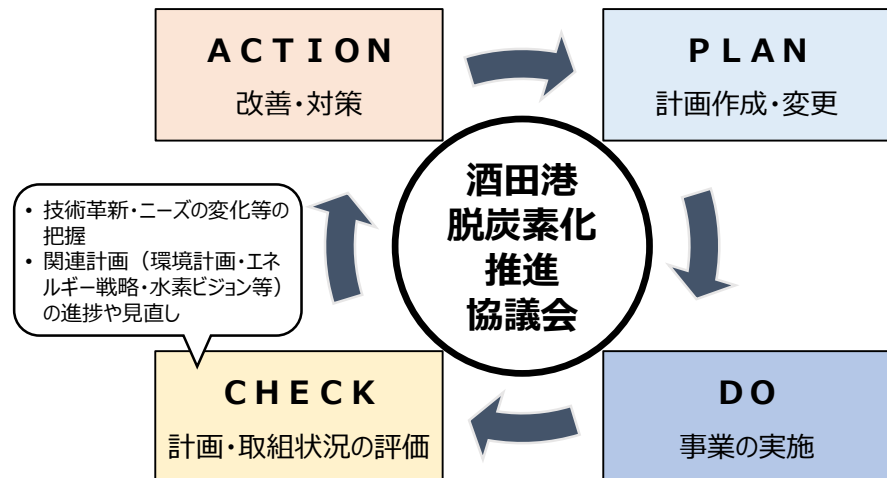 ACTION
改善・対策
PLAN
計画作成・変更
酒田港
脱炭素化
推進
協議会
• 技術革新・ニーズの変化等の
把握
• 関連計画（環境計画・エネ
ルギー戦略・水素ビジョン等）
の進捗や見直し
CHECK
計画・取組状況の評価
DO
事業の実施